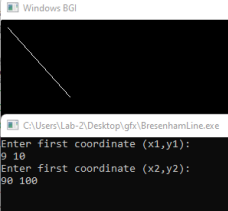 Windows BGI
C:\Users\Lab-2\Desktop\gfx\BresenhamLine.exe
Enter first coordinate (x1,y1):
9 10
Enter first coordinate (x2,y2):
90 100